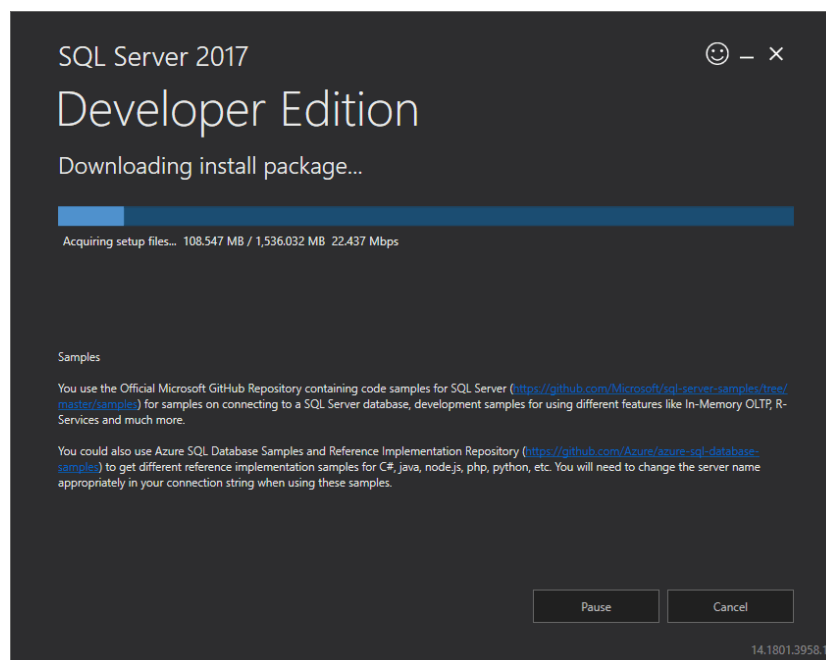 SQL Server 2017
Developer Edition
Downloading install package...
Acquiring setup files... 108.547 MB / 1,536.032 MB 22.437 Mbps
Samples
You use the Official Microsoft GitHub Repository containing code samples for SQL Server (https://github.com/Microsoft/sql-server-samples/tree/
master/samples) for samples on connecting to a SQL Server database, development samples for using different features like In-Memory OLTP, R-
Services and much more.
You could also use Azure SQL Database Samples and Reference Implementation Repository (https://github.com/Azure/azure-sql-database-
samples) to get different reference implementation samples for C#, java, node.js, php, python, etc. You will need to change the server name
appropriately in your connection string when using these samples.
Pause
Cancel
14.1801.3958.1